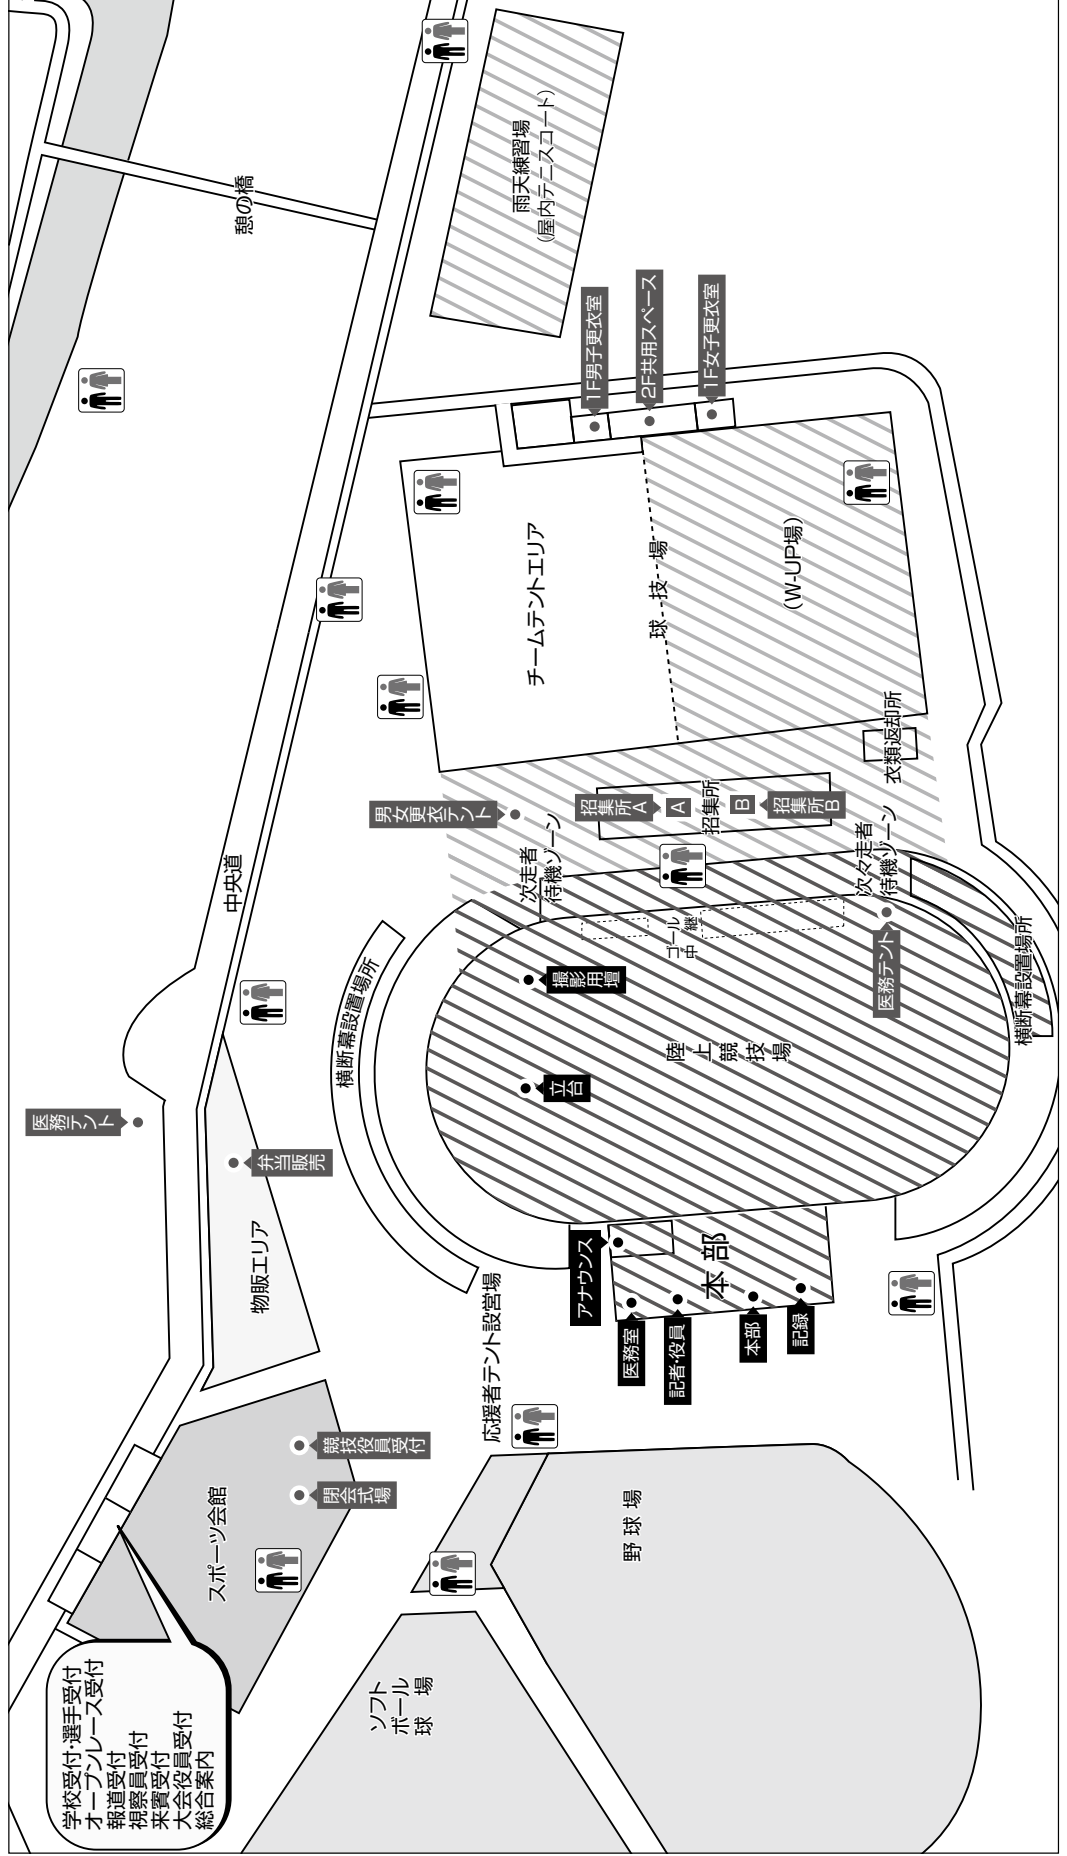 学校受付・選手受付
オープンレース受付
報道受付
視察員受付
来賓受付
大会役員受付
総合案内
スポーツ会館
閉会式場
競技役員受付
ソフト
ボール
球場
野球場
応援者テント設営場
物販エリア
弁当販売
医務テント
中央道
憩の橋
横断幕設置場所
アナウンス
医務室
記者・役員
本部
記録
本部
立台
撮影用壇
陸上競技場
医務テント
横断幕設置場所
ゴール
中継
次走者
待機ゾーン
次々走者
待機ゾーン
男女更衣テント
招集所A
A
招集所
B
招集所B
衣類返却所
チームテントエリア
球技場
(W-UP場)
1F男子更衣室
2F共用スペース
1F女子更衣室
雨天練習場
(屋内テニスコート)